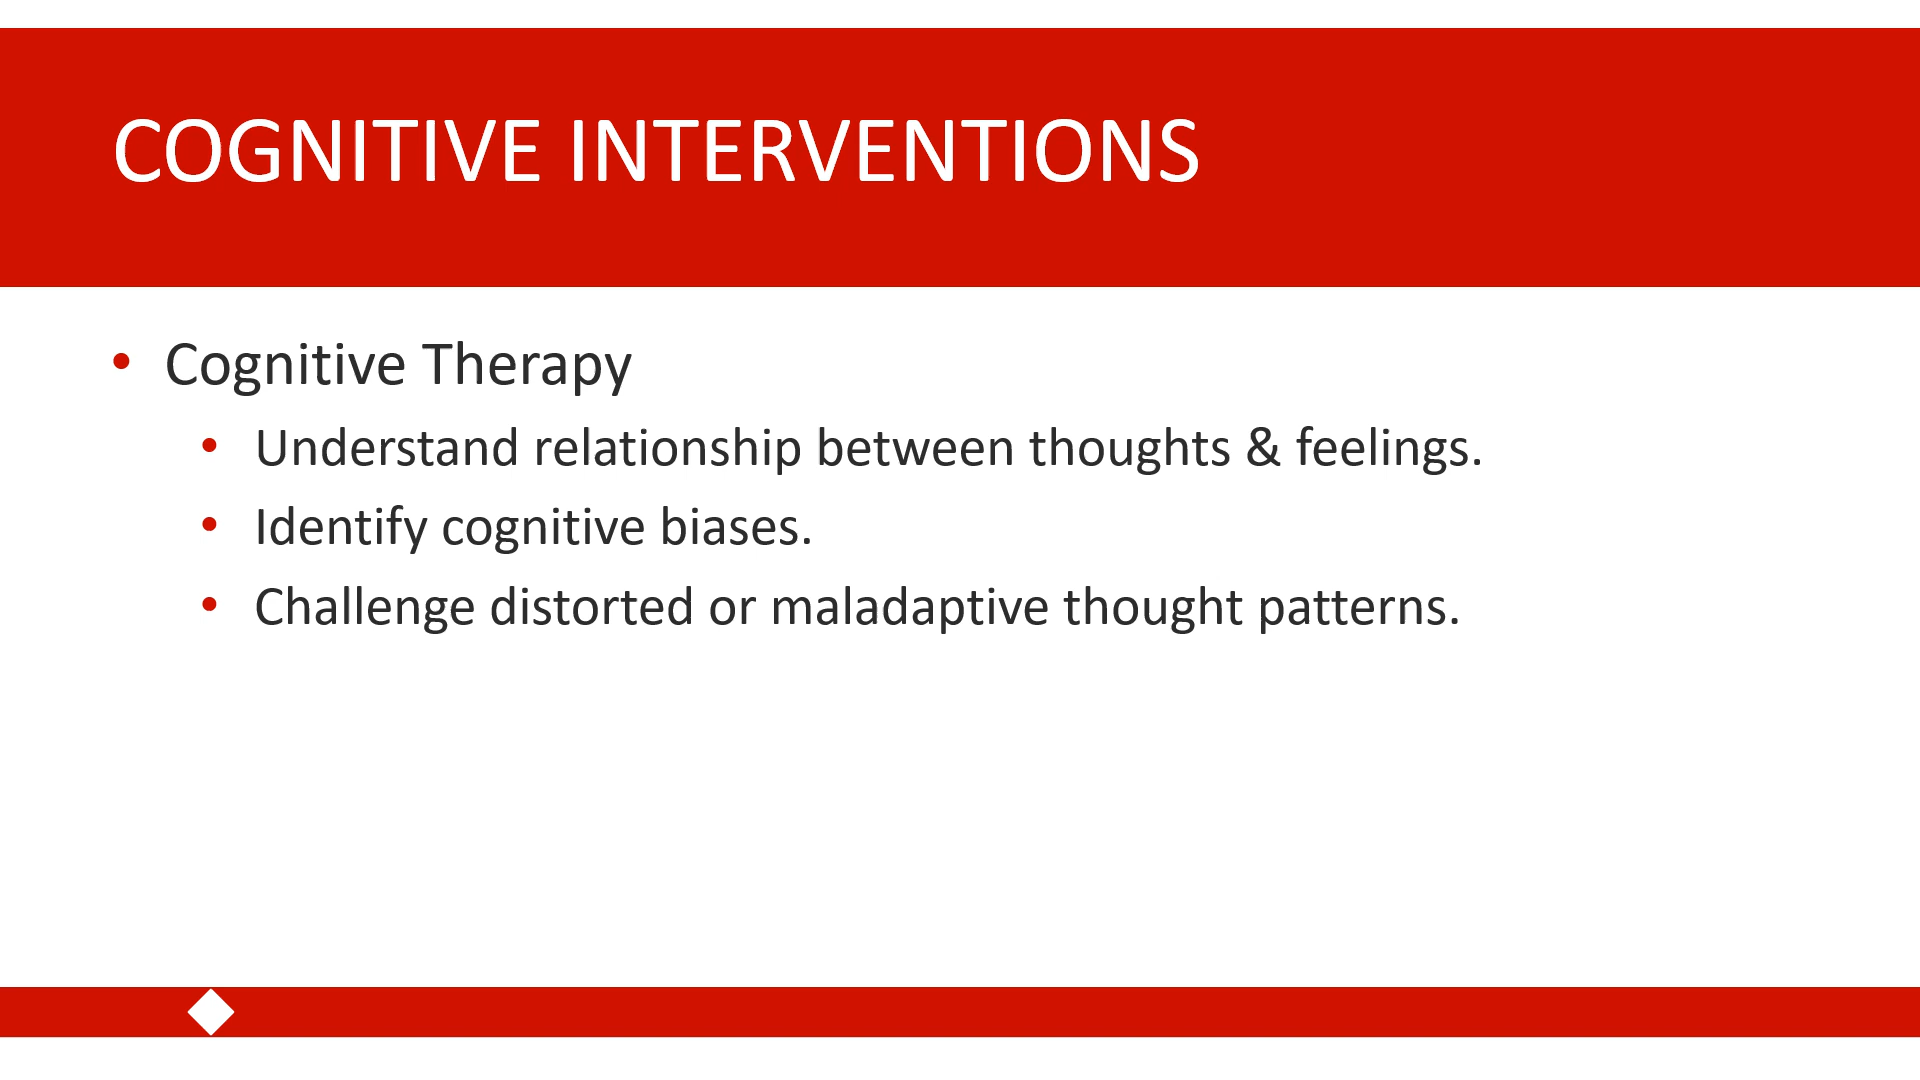 COGNITIVE INTERVENTIONS
• Cognitive Therapy
• Understand relationship between thoughts & feelings.
• Identify cognitive biases.
• Challenge distorted or maladaptive thought patterns.